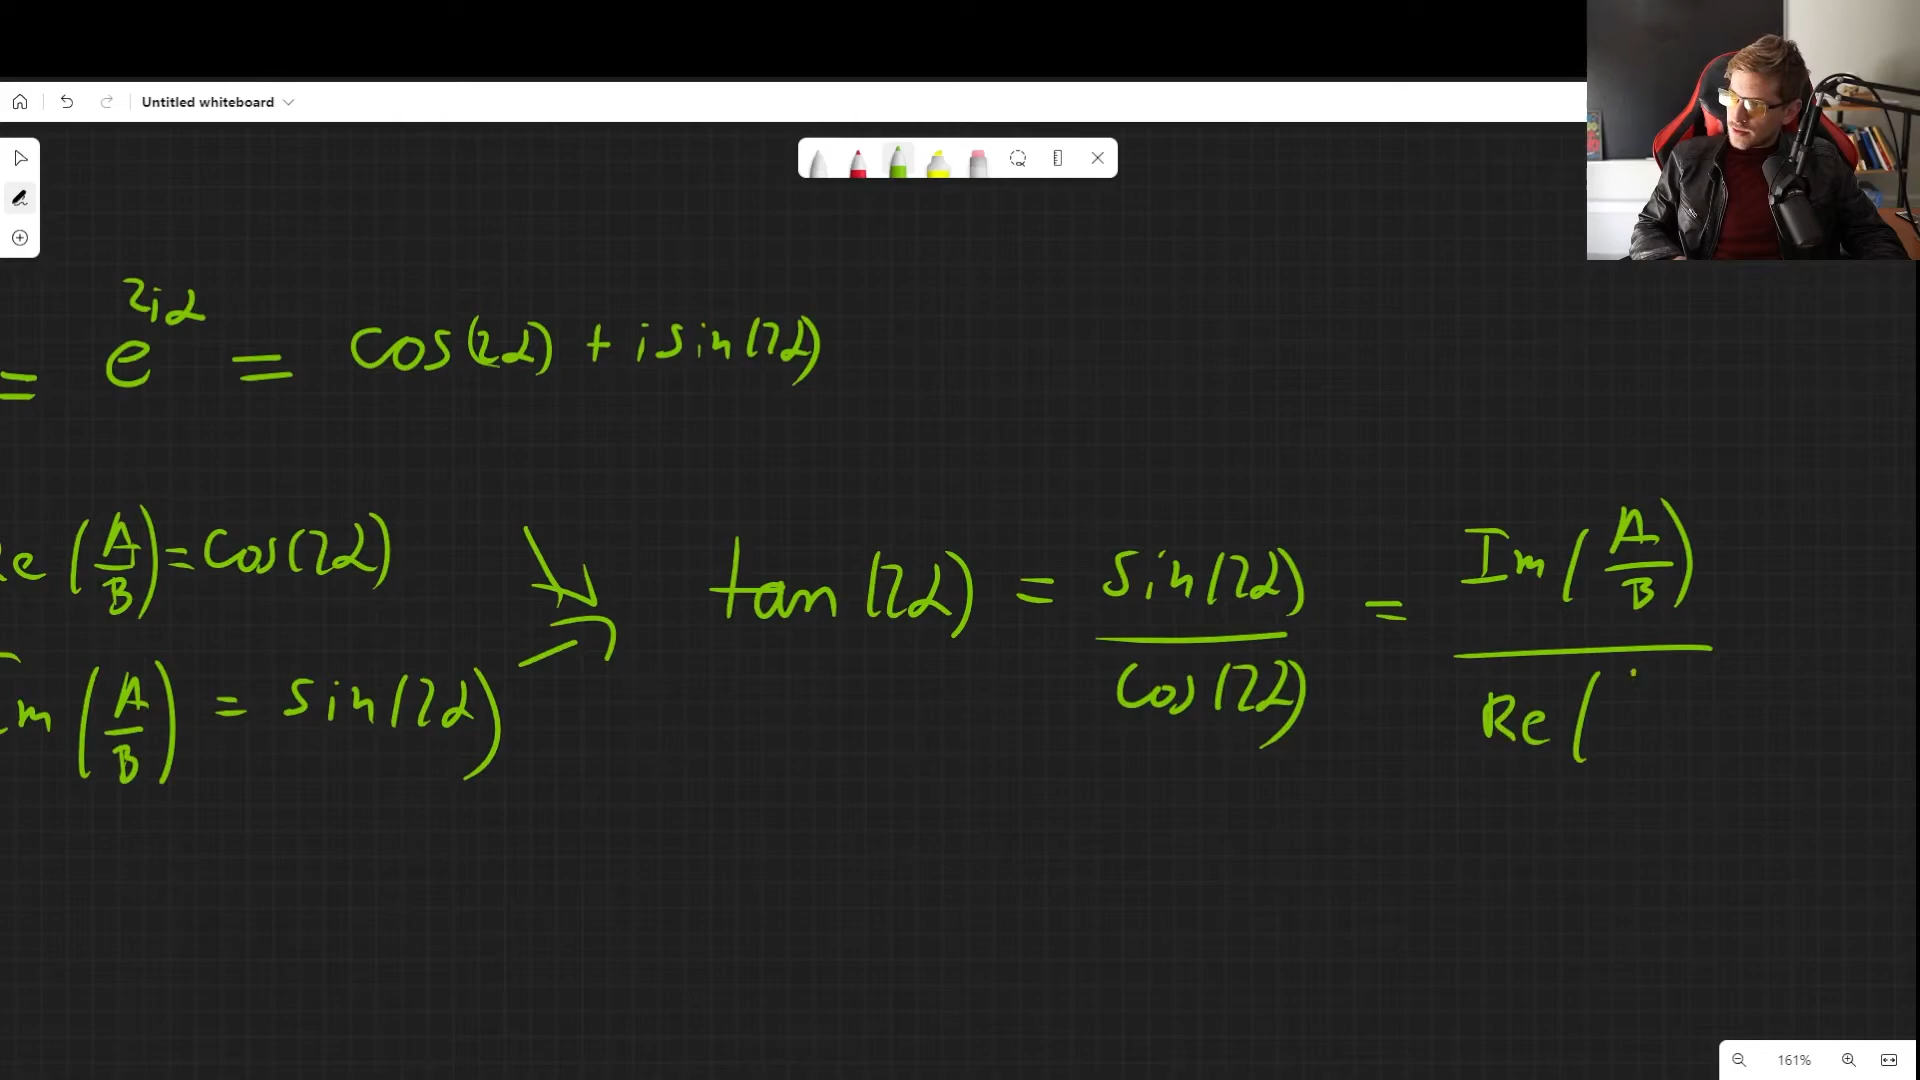 Untitled whiteboard
= e^{2iα} = cos(2α) + i sin(2α)
Re (A/B) = cos(2α)
Im (A/B) = sin(2α)
tan(2α) = sin(2α)/cos(2α) = Im(A/B)/Re(
161%